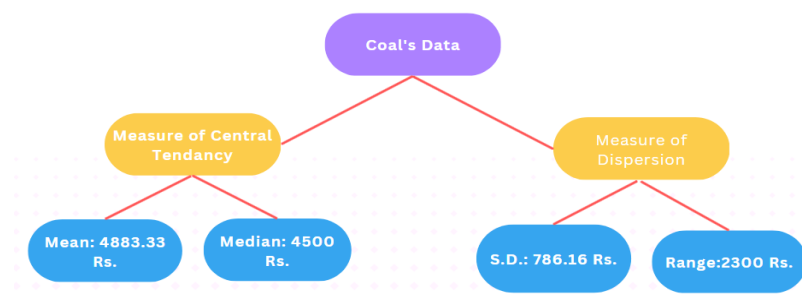 Coal's Data
Measure of Central
Tendancy
Measure of
Dispersion
Mean: 4883.33
Rs.
Median: 4500
Rs.
S.D.: 786.16 Rs.
Range:2300 Rs.